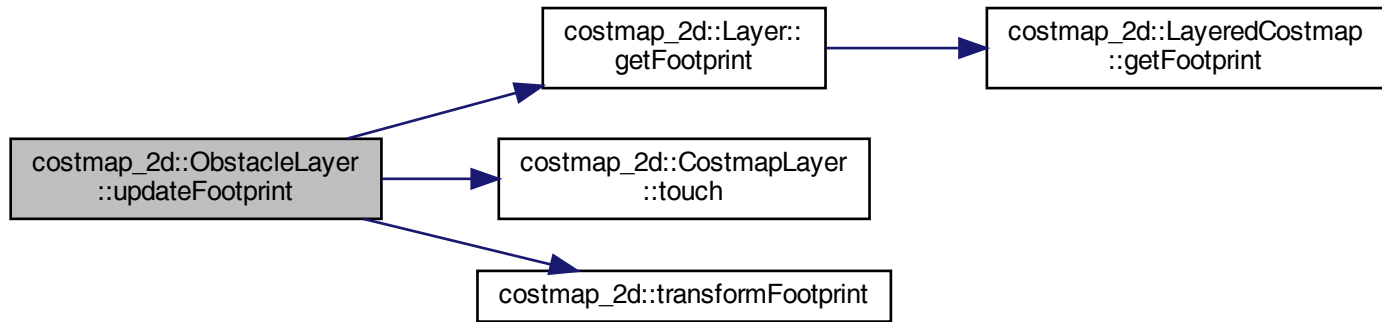 costmap_2d::Layer::
getFootprint
costmap_2d::LayeredCostmap
::getFootprint
costmap_2d::ObstacleLayer
::updateFootprint
costmap_2d::CostmapLayer
::touch
costmap_2d::transformFootprint